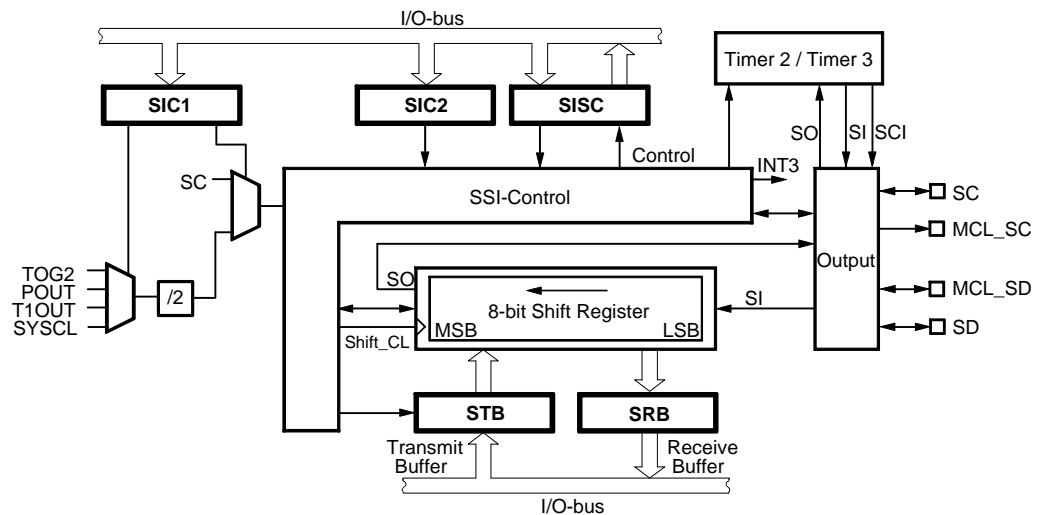 I/O-bus
Timer 2 / Timer 3
SIC1
SIC2
SISC
SO
SI
SCI
Control
INT3
SC
SSI-Control
SC
MCL_SC
Output
TOG2
POUT
T1OUT
SYSCL
/2
SO
8-bit Shift Register
MSB
LSB
SI
MCL_SD
SD
Shift_CL
STB
SRB
Transmit
Buffer
Receive
Buffer
I/O-bus